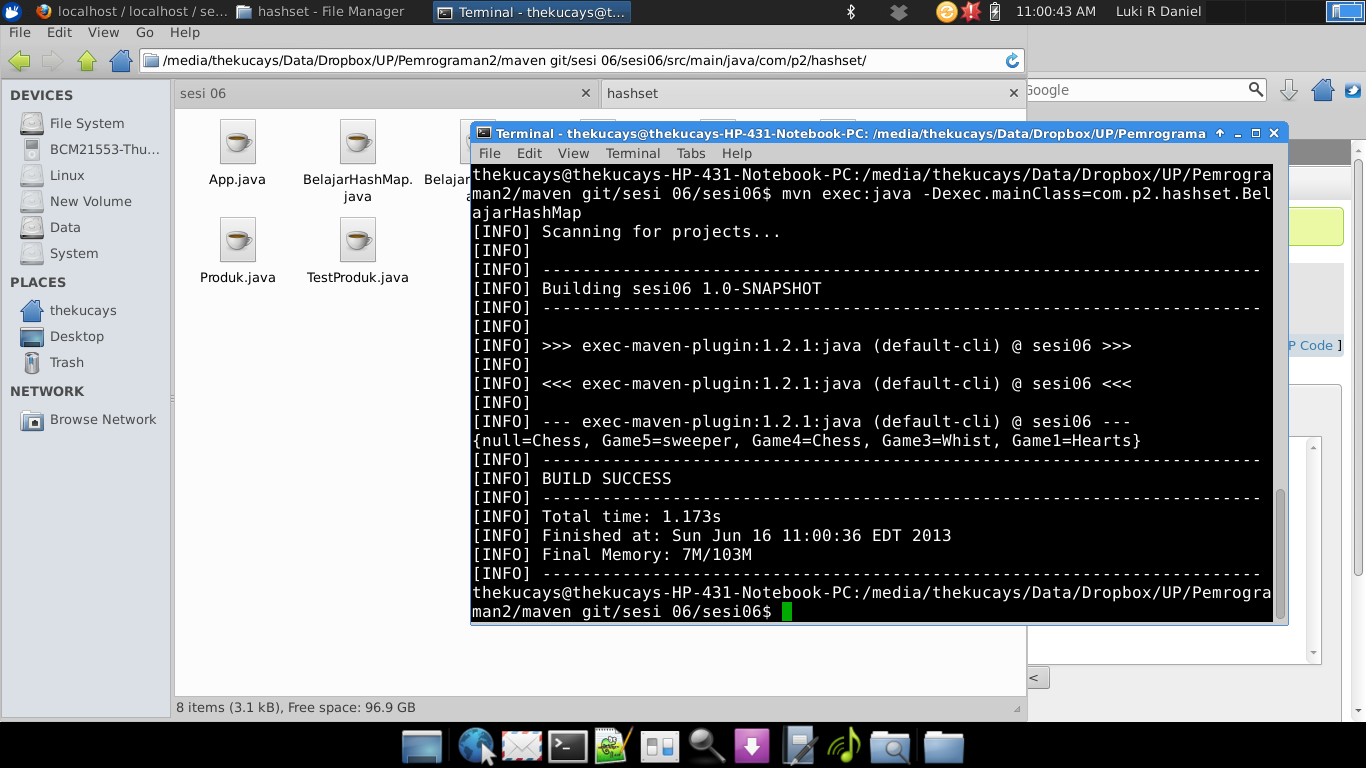 localhost / localhost / se...
hashset - File Manager
Terminal - thekucays@t...
11:00:43 AM
Luki R Daniel
File Edit View Go Help
/media/thekucays/Data/Dropbox/UP/Pemrograman2/maven git/sesi 06/sesi06/src/main/java/com/p2/hashset/
Google
DEVICES
File System
BCM21553-Thu...
Linux
New Volume
Data
System
PLACES
thekucays
Desktop
Trash
NETWORK
Browse Network
sesi 06
hashset
App.java
BelajarHashMap.
Belajar
Produk.java
TestProduk.java
8 items (3.1 kB), Free space: 96.9 GB
Terminal - thekucays@thekucays-HP-431-Notebook-PC: /media/thekucays/Data/Dropbox/UP/Pemrograma
File Edit View Terminal Tabs Help
thekucays@thekucays-HP-431-Notebook-PC:/media/thekucays/Data/Dropbox/UP/Pemrogra
man2/maven git/sesi 06/sesi06$ mvn exec:java -Dexec.mainClass=com.p2.hashset.Bel
ajarHashMap
[INFO] Scanning for projects...
[INFO]
[INFO] ------------------------------------------------------------------------
[INFO] Building sesi06 1.0-SNAPSHOT
[INFO] ------------------------------------------------------------------------
[INFO]
[INFO] >>> exec-maven-plugin:1.2.1:java (default-cli) @ sesi06 >>>
[INFO]
[INFO] <<< exec-maven-plugin:1.2.1:java (default-cli) @ sesi06 <<<
[INFO]
[INFO] --- exec-maven-plugin:1.2.1:java (default-cli) @ sesi06 ---
{null=Chess, Game5=sweeper, Game4=Chess, Game3=Whist, Game1=Hearts}
[INFO] ------------------------------------------------------------------------
[INFO] BUILD SUCCESS
[INFO] ------------------------------------------------------------------------
[INFO] Total time: 1.173s
[INFO] Finished at: Sun Jun 16 11:00:36 EDT 2013
[INFO] Final Memory: 7M/103M
[INFO] ------------------------------------------------------------------------
thekucays@thekucays-HP-431-Notebook-PC:/media/thekucays/Data/Dropbox/UP/Pemrogra
man2/maven git/sesi 06/sesi06$
P Code ]
<